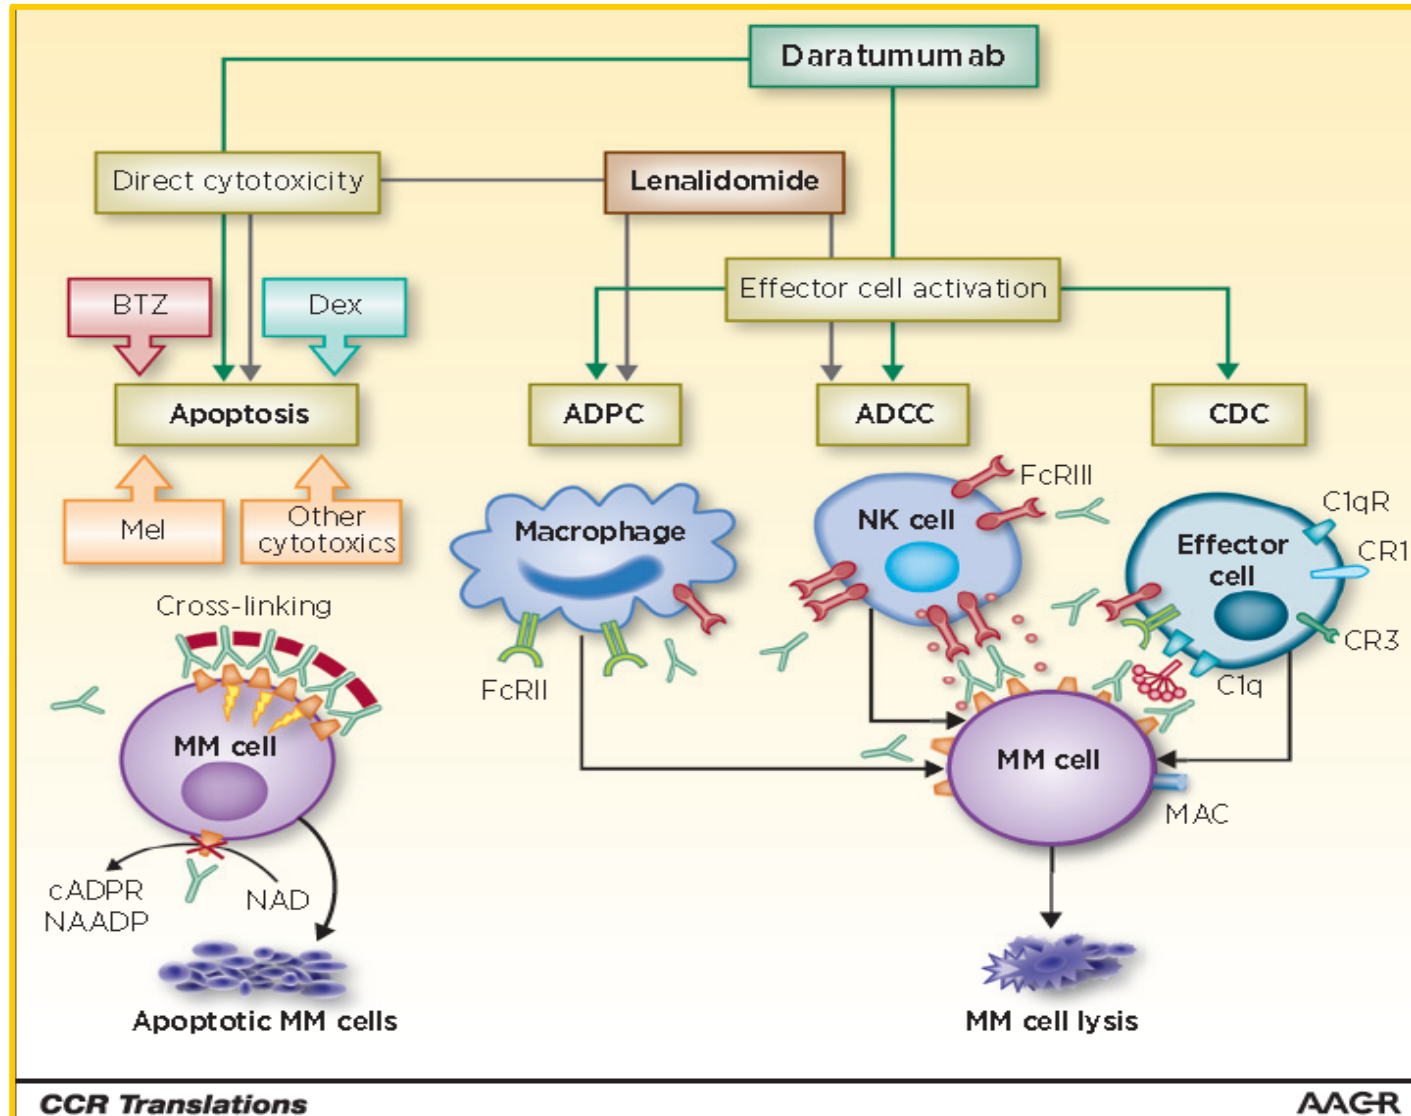 Daratumumab
Direct cytotoxicity
Lenalidomide
Effector cell activation
BTZ
Dex
Apoptosis
ADPC
ADCC
CDC
Mel
Other
cytotoxics
Macrophage
NK cell
FcRIII
C1qR
CR1
Effector
cell
Cross-linking
FcRII
CR3
C1q
MM cell
MM cell
MAC
cADPR
NAADP
NAD
Apoptotic MM cells
MM cell lysis
CCR Translations
AACR